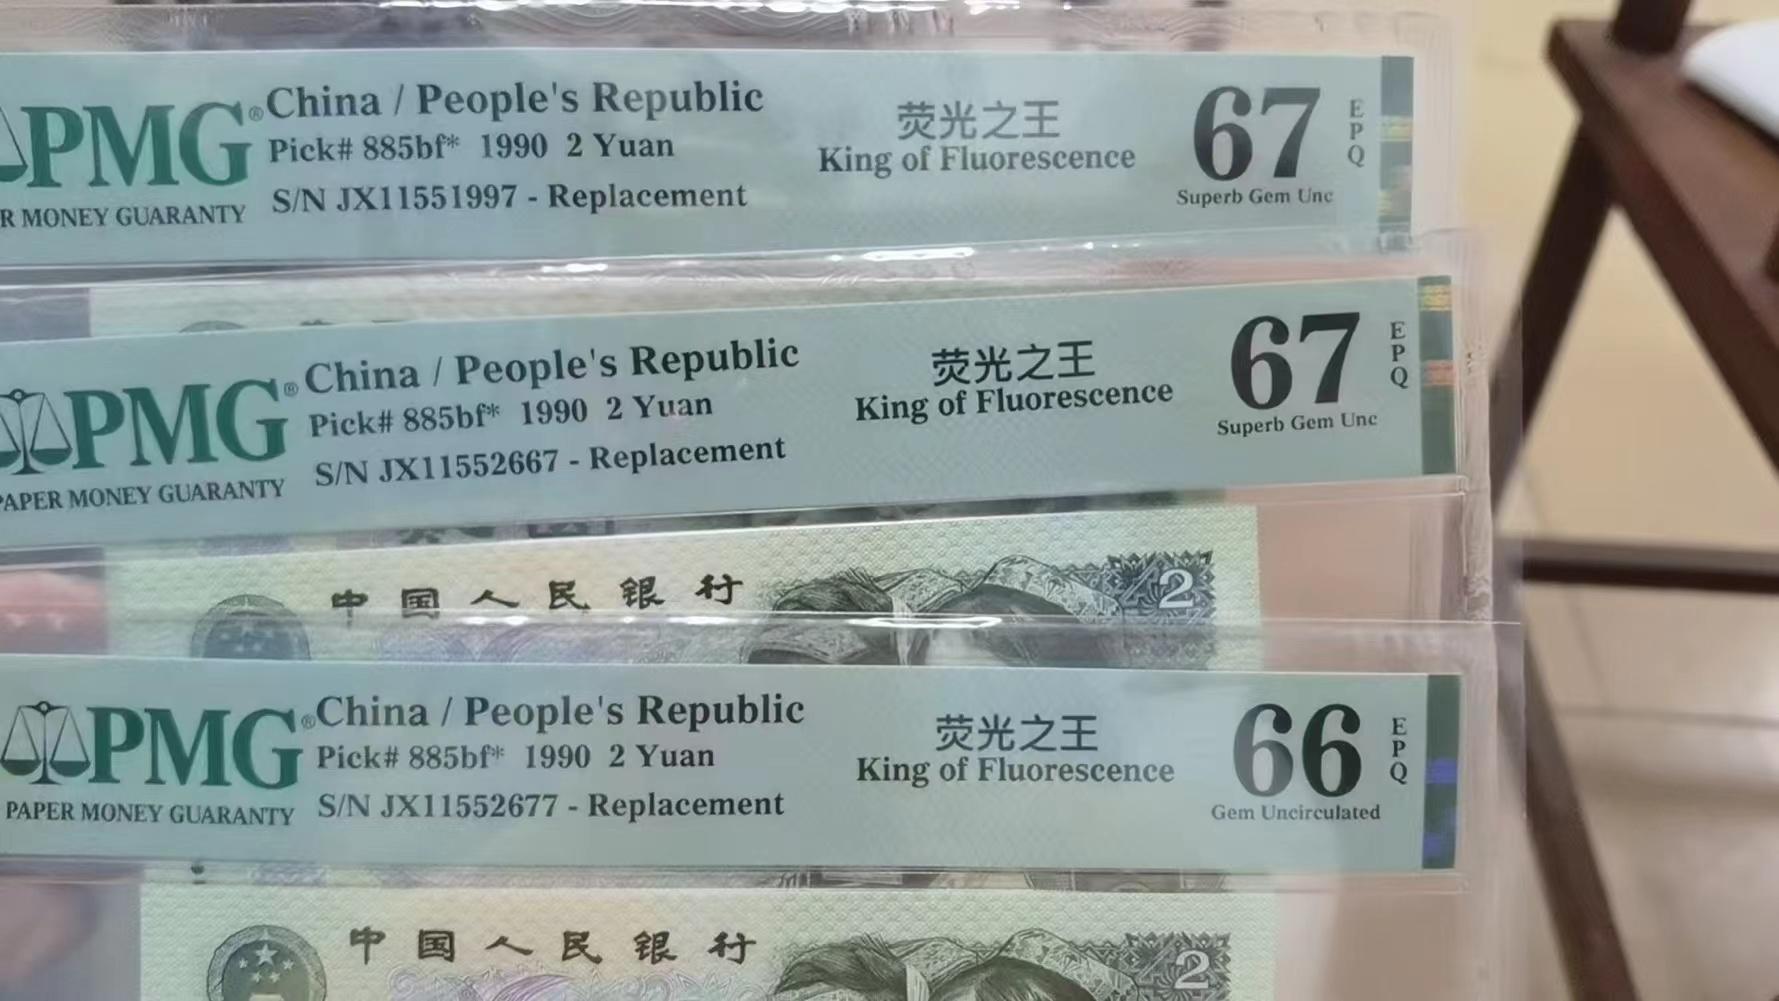 PMG®
R MONEY GUARANTY
China / People's Republic
Pick# 885bf* 1990 2 Yuan
S/N JX11551997 - Replacement
荧光之王
King of Fluorescence
67
EPQ
Superb Gem Unc
PMG®
PAPER MONEY GUARANTY
China / People's Republic
Pick# 885bf* 1990 2 Yuan
S/N JX11552667 - Replacement
荧光之王
King of Fluorescence
67
EPQ
Superb Gem Unc
中国人民银行
2
PMG®
PAPER MONEY GUARANTY
China / People's Republic
Pick# 885bf* 1990 2 Yuan
S/N JX11552677 - Replacement
荧光之王
King of Fluorescence
66
EPQ
Gem Uncirculated
中国人民银行
2